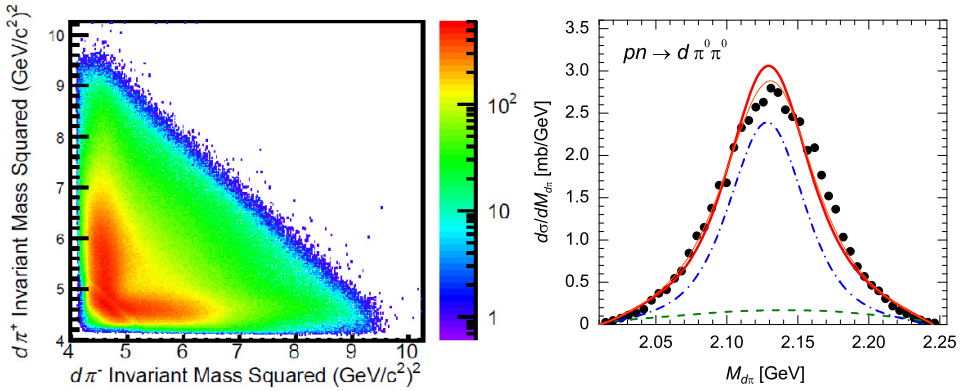 dπ⁺ Invariant Mass Squared (GeV/c²)²
10
9
8
7
6
5
4
4 5 6 7 8 9 10
dπ⁻ Invariant Mass Squared (GeV/c²)²
10²
10
1
pn → dπ⁰π⁰
dσ/dM_dπ [mb/GeV]
3.5
3.0
2.5
2.0
1.5
1.0
0.5
0
2.05 2.10 2.15 2.20 2.25
M_dπ [GeV]